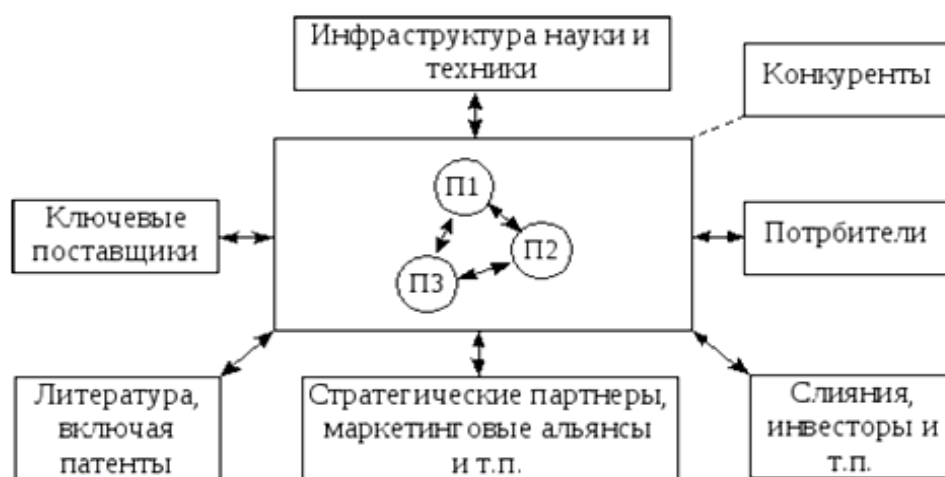 Инфраструктура науки и
техники
Конкуренты
П1
Ключевые
поставщики
П2
Потрбители
П3
Литература,
включая
патенты
Стратегические партнеры,
маркетинговые альянсы
и т.п.
Слияния,
инвесторы и
т.п.